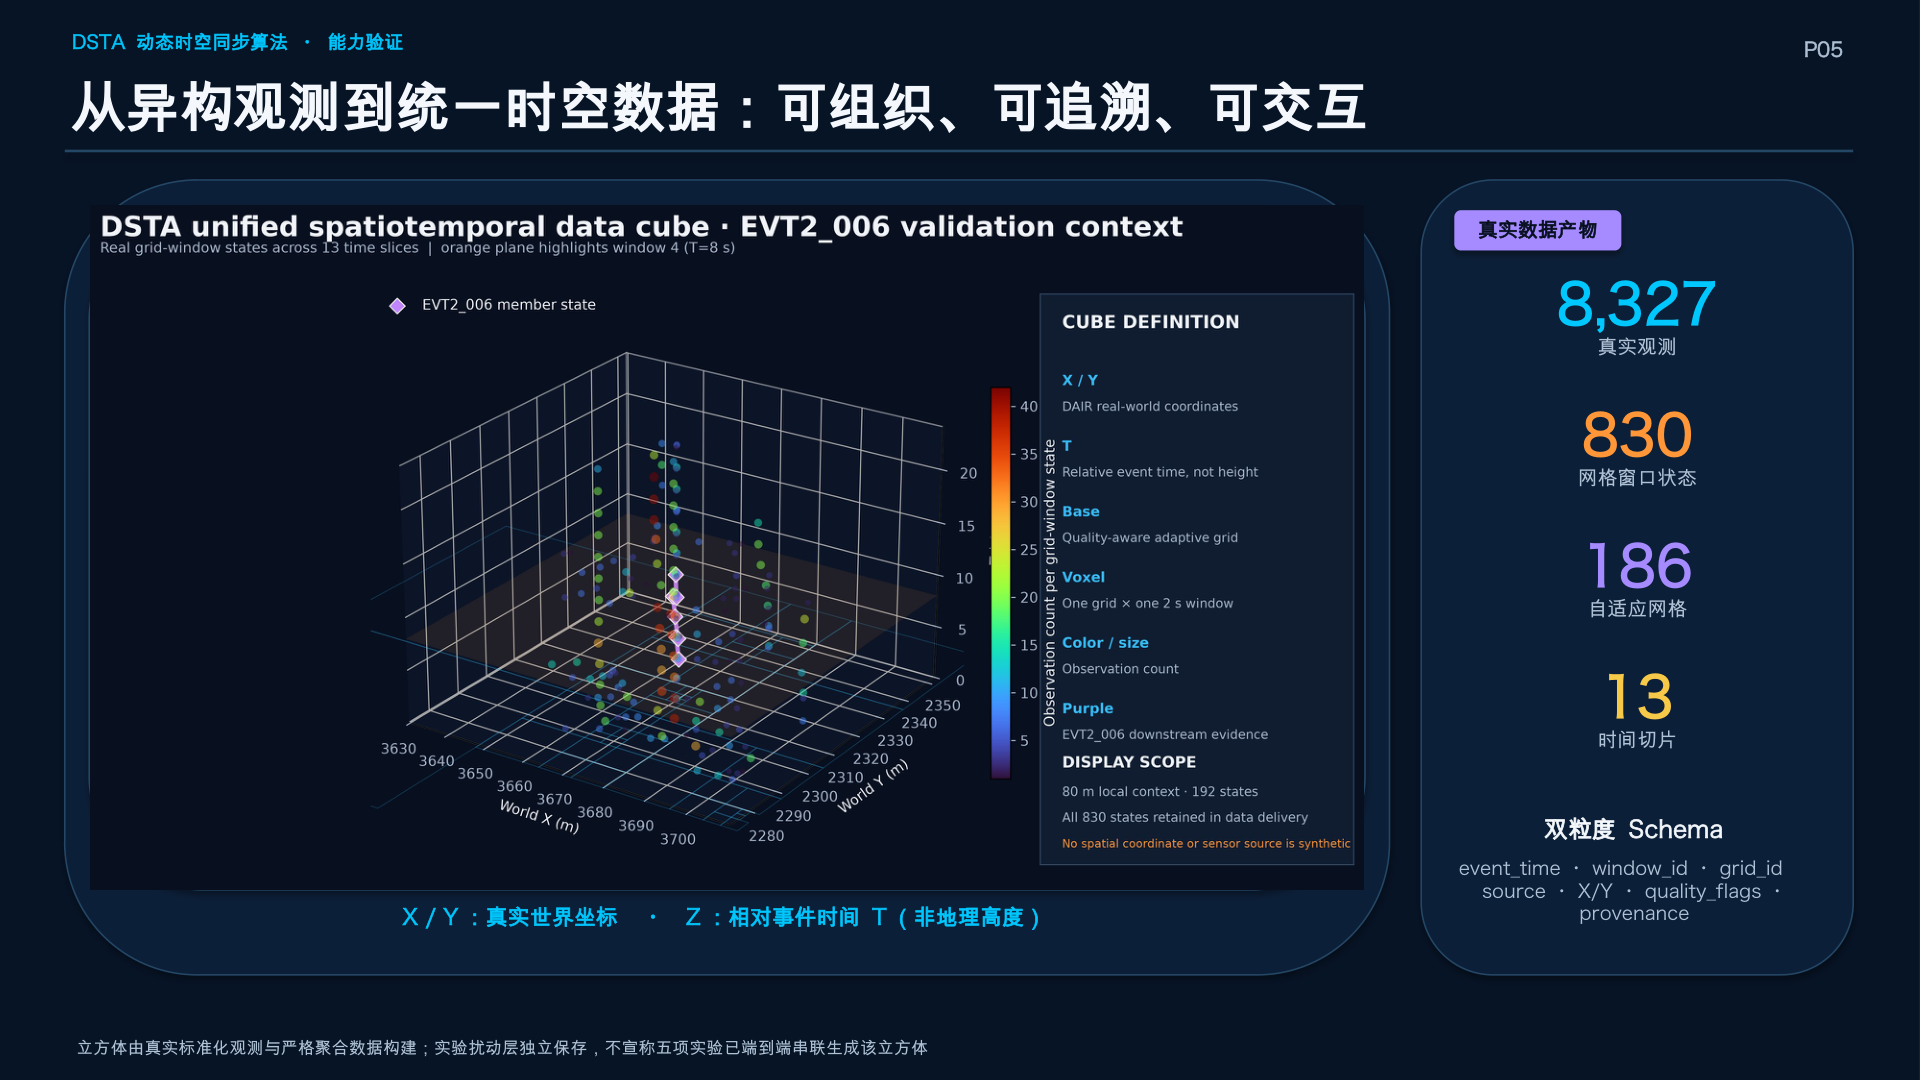 DSTA 动态时空同步算法 · 能力验证
P05
从异构观测到统一时空数据：可组织、可追溯、可交互
DSTA unified spatiotemporal data cube · EVT2_006 validation context
Real grid-window states across 13 time slices | orange plane highlights window 4 (T=8 s)
EVT2_006 member state
20
15
10
5
0
2350
2340
2330
2320
2310
2300
2290
2280
World Y (m)
3630
3640
3650
3660
3670
3680
3690
3700
World X (m)
40
35
30
25
20
15
10
5
Observation count per grid-window state
CUBE DEFINITION
X / Y
DAIR real-world coordinates
T
Relative event time, not height
Base
Quality-aware adaptive grid
Voxel
One grid × one 2 s window
Color / size
Observation count
Purple
EVT2_006 downstream evidence
DISPLAY SCOPE
80 m local context · 192 states
All 830 states retained in data delivery
No spatial coordinate or sensor source is synthetic
X / Y：真实世界坐标 · Z：相对事件时间 T（非地理高度）
真实数据产物
8,327
真实观测
830
网格窗口状态
186
自适应网格
13
时间切片
双粒度 Schema
event_time · window_id · grid_id
source · X/Y · quality_flags ·
provenance
立方体由真实标准化观测与严格聚合数据构建；实验扰动层独立保存，不宣称五项实验已端到端串联生成该立方体